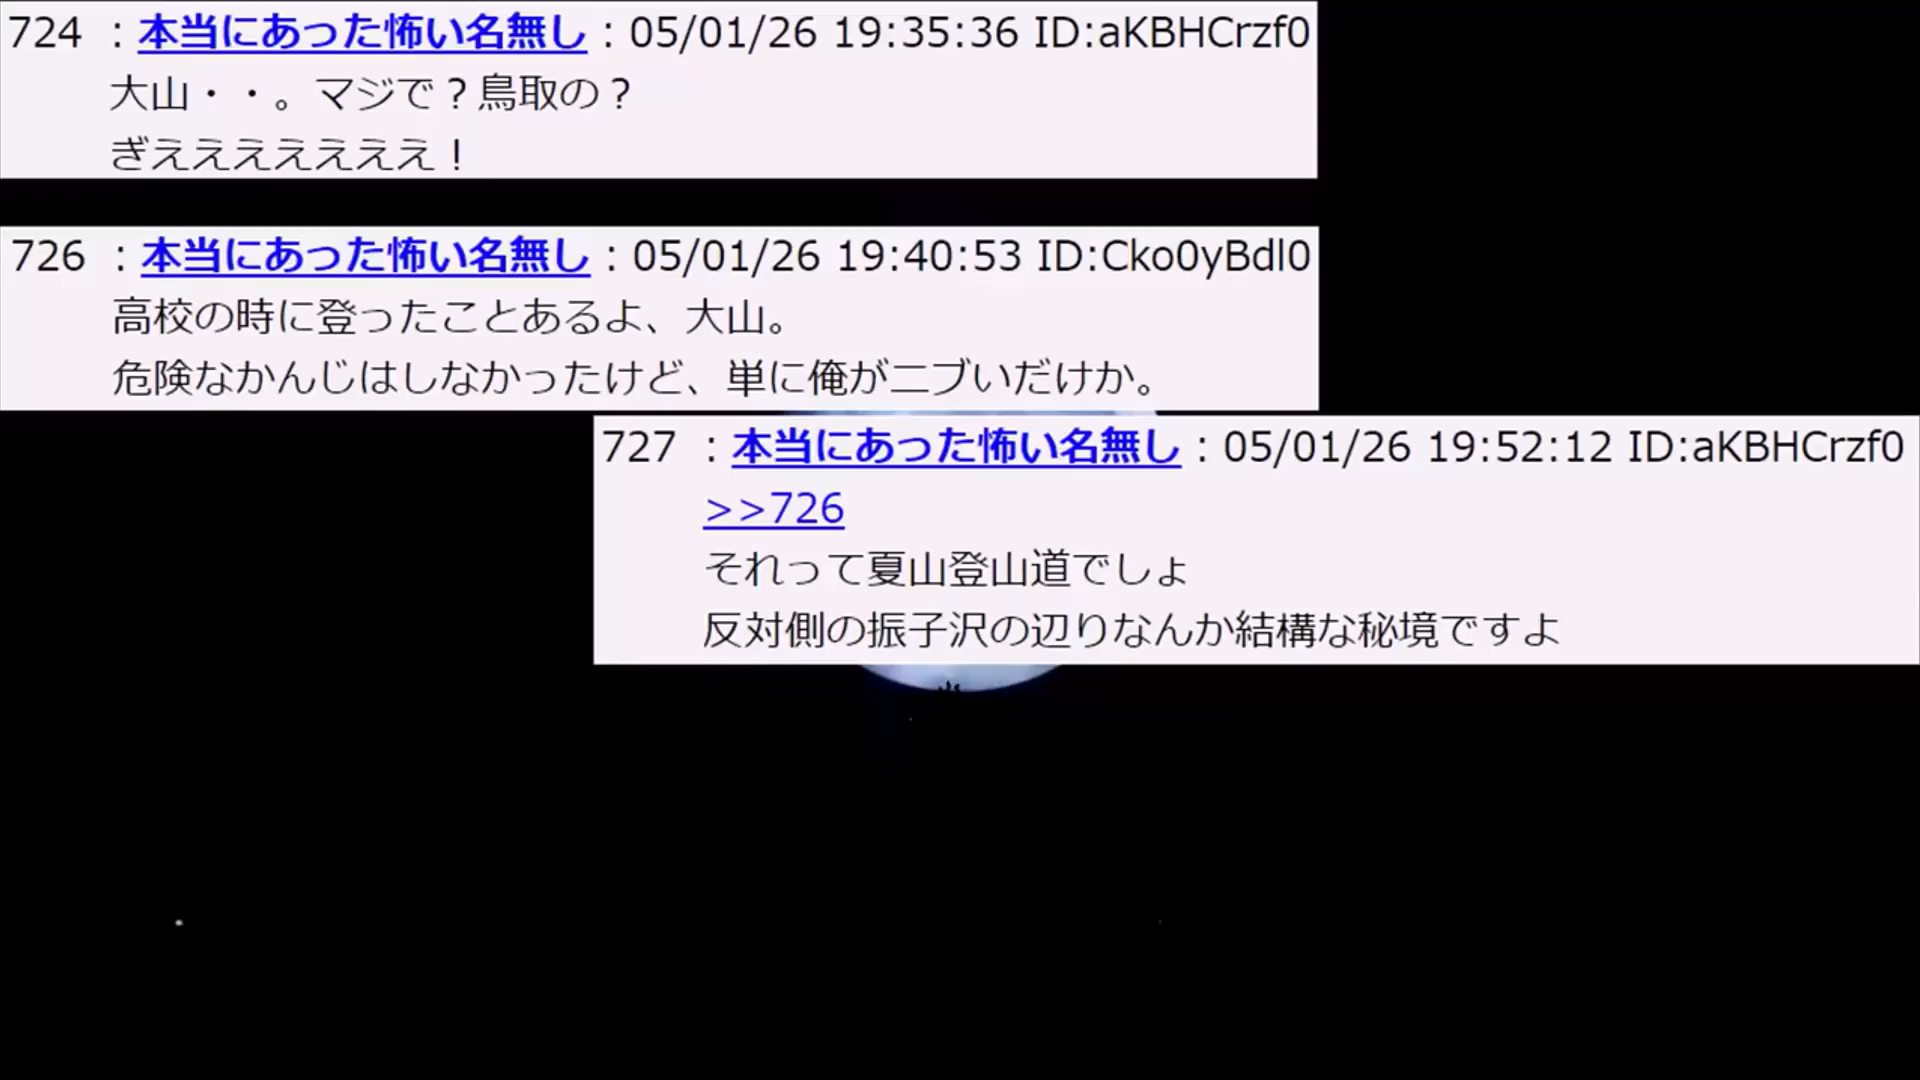 724 ：本当にあった怖い名無し：05/01/26 19:35:36 ID:aKBHCrzf0
大山・・。マジで？鳥取の？
ぎえええええええ！
726 ：本当にあった怖い名無し：05/01/26 19:40:53 ID:Cko0yBdl0
高校の時に登ったことあるよ、大山。
危険なかんじはしなかったけど、単に俺がニブいだけか。
727 ：本当にあった怖い名無し：05/01/26 19:52:12 ID:aKBHCrzf0
>>726
それって夏山登山道でしょ
反対側の振子沢の辺りなんか結構な秘境ですよ